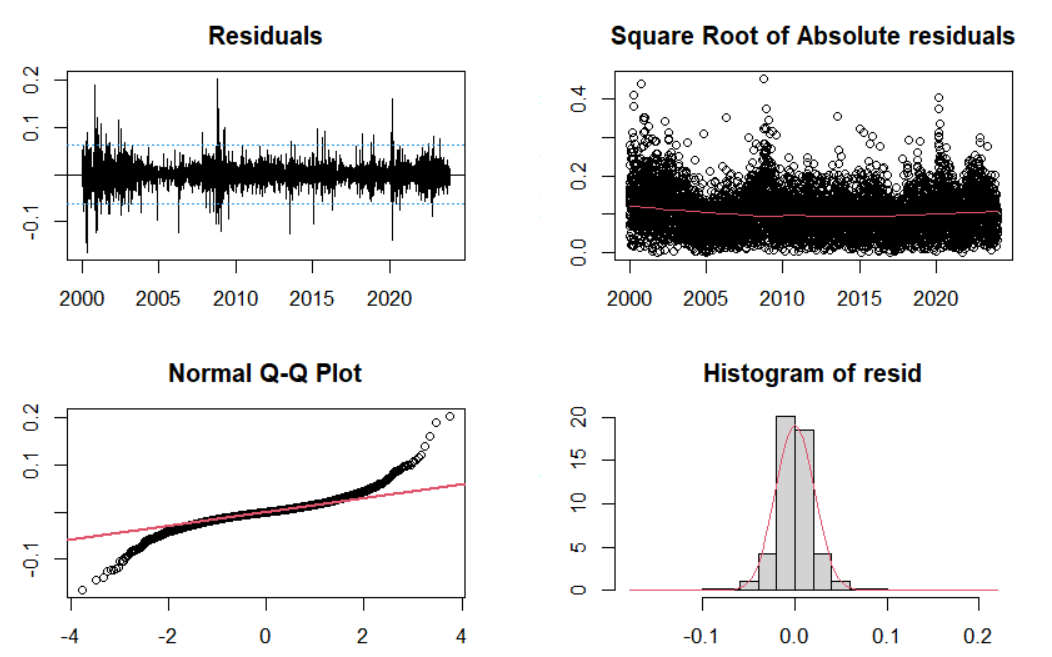 Residuals
0.2
0.1
-0.1
2000 2005 2010 2015 2020
Square Root of Absolute residuals
0.4
0.2
0.0
2000 2005 2010 2015 2020
Normal Q-Q Plot
0.2
0.1
-0.1
-4 -2 0 2 4
Histogram of resid
20
15
10
5
0
-0.1 0.0 0.1 0.2